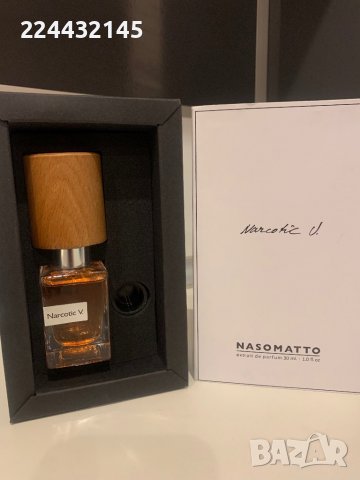 224432145
Narcotic V.
Narcotic V.
NASOMATTO
extrait de parfum 30 ml - 1.0 fl oz
BAZAR